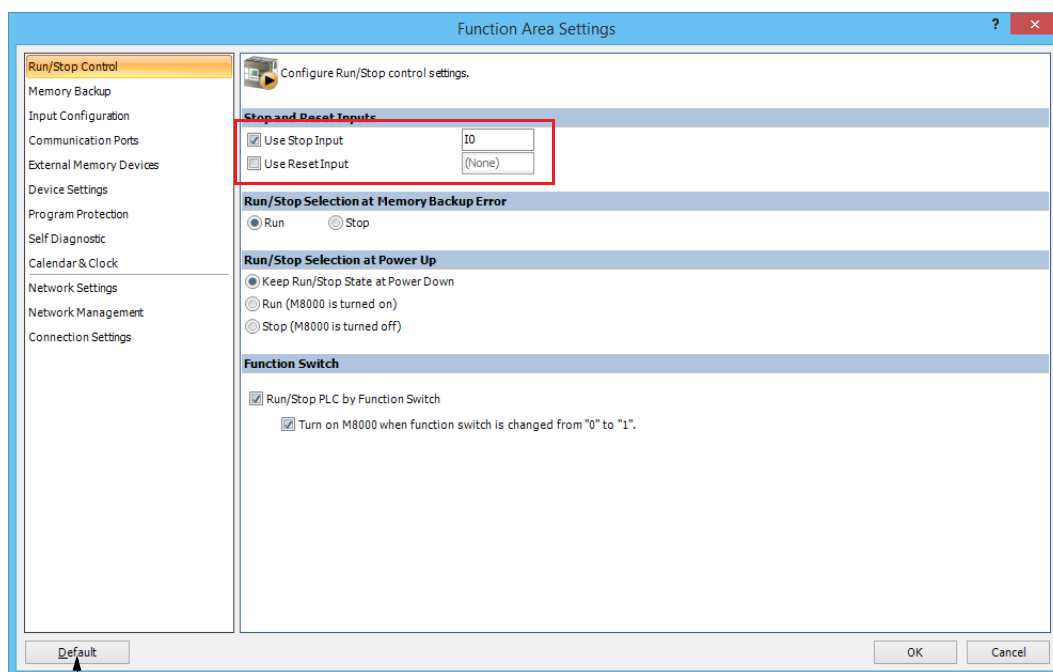 Function Area Settings
?
Run/Stop Control
Memory Backup
Input Configuration
Communication Ports
External Memory Devices
Device Settings
Program Protection
Self Diagnostic
Calendar & Clock
Network Settings
Network Management
Connection Settings
Configure Run/Stop control settings.
Stop and Reset Inputs
Use Stop Input I0
Use Reset Input (None)
Run/Stop Selection at Memory Backup Error
Run Stop
Run/Stop Selection at Power Up
Keep Run/Stop State at Power Down
Run (M8000 is turned on)
Stop (M8000 is turned off)
Function Switch
Run/Stop PLC by Function Switch
Turn on M8000 when function switch is changed from "0" to "1".
Default OK Cancel